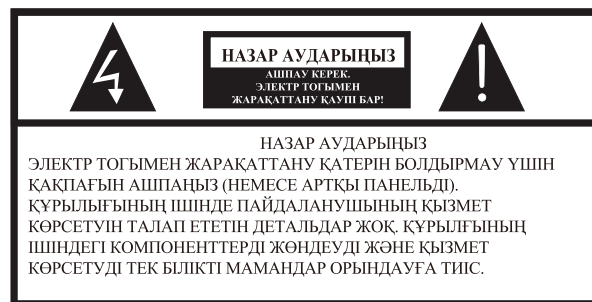 НАЗАР АУДАРЫҢЫЗ
АШПАУ КЕРЕК.
ЭЛЕКТР ТОГЫМЕН
ЖАРАҚАТТАНУ ҚАУПІ БАР!
НАЗАР АУДАРЫҢЫЗ
ЭЛЕКТР ТОГЫМЕН ЖАРАҚАТТАНУ ҚАТЕРІН БОЛДЫРМАУ ҮШІН
ҚАҚПАҒЫН АШПАҢЫЗ (НЕМЕСЕ АРТҚЫ ПАНЕЛЬДІ).
ҚҰРЫЛЫҒЫНЫҢ ІШІНДЕ ПАЙДАЛАНУШЫНЫҢ ҚЫЗМЕТ
КӨРСЕТУІН ТАЛАП ЕТЕТІН ДЕТАЛЬДАР ЖОҚ. ҚҰРЫЛҒЫНЫҢ
ІШІНДЕГІ КОМПОНЕНТТЕРДІ ЖӨНДЕУДІ ЖӘНЕ ҚЫЗМЕТ
КӨРСЕТУДІ ТЕК БІЛІКТІ МАМАНДАР ОРЫНДАУҒА ТИІС.